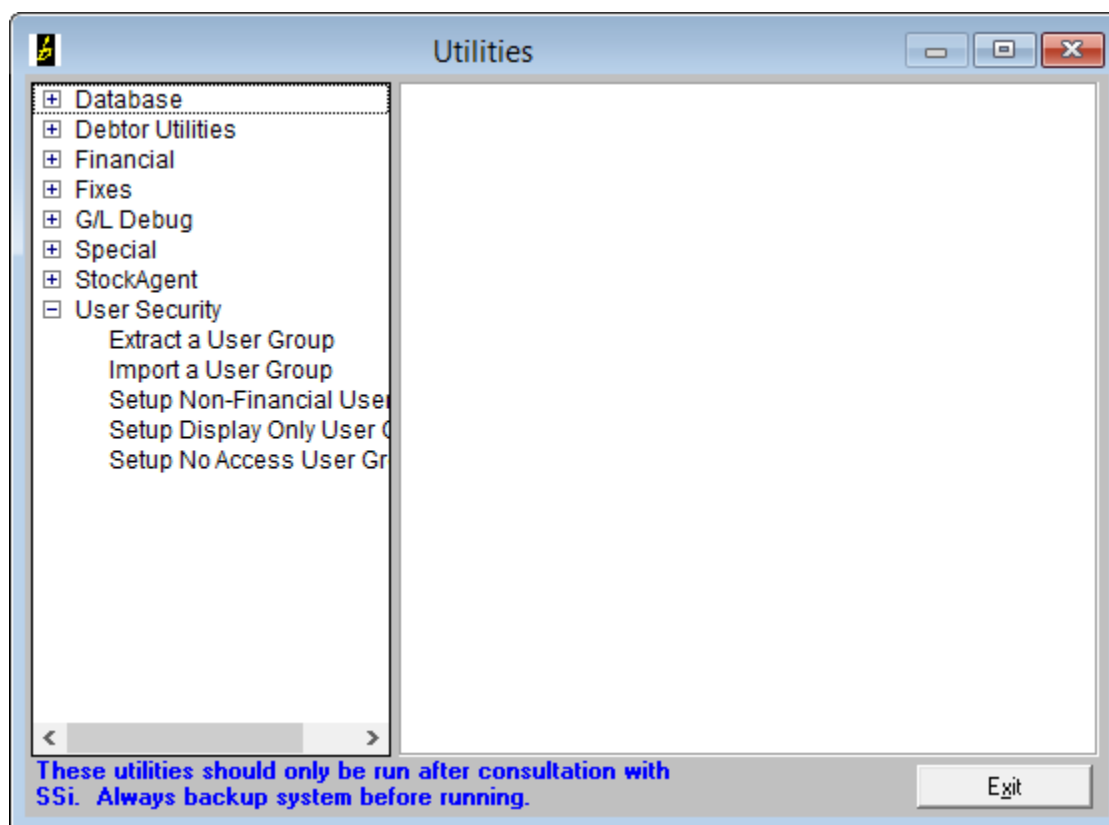 Utilities
Database
Debtor Utilities
Financial
Fixes
G/L Debug
Special
StockAgent
User Security
Extract a User Group
Import a User Group
Setup Non-Financial User
Setup Display Only User
Setup No Access User Gr
These utilities should only be run after consultation with
SSi. Always backup system before running.
Exit